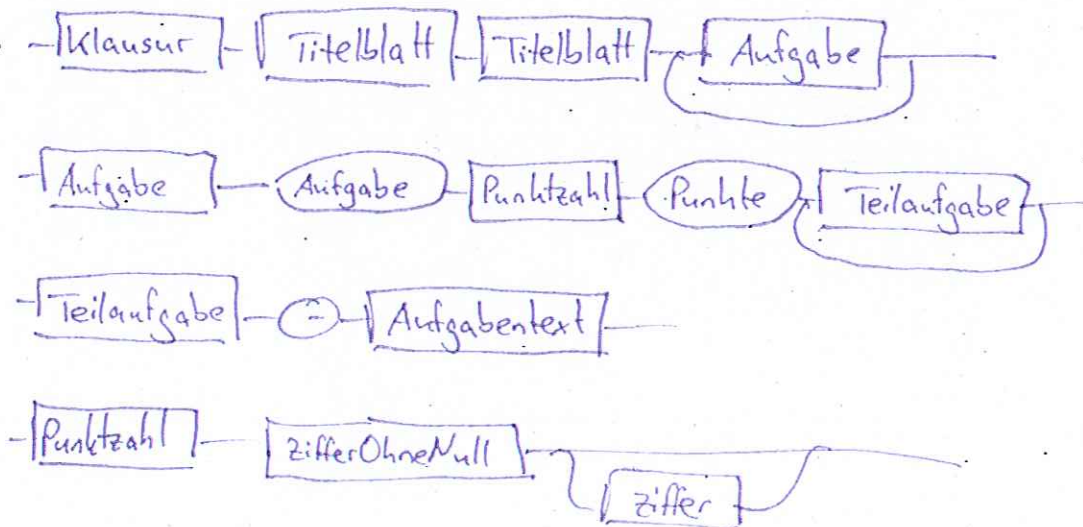 Klausur Titelblatt Titelblatt Aufgabe
Aufgabe Aufgabe Punktzahl Punkte Teilaufgabe
Teilaufgabe - Aufgabentext
Punktzahl ZifferOhneNull
Ziffer